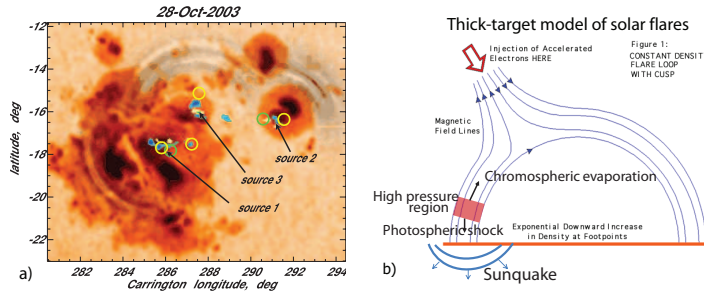 28-Oct-2003
-12
-14
-16
-18
-20
-22
latitude, deg
source 2
source 3
source 1
282 284 286 288 290 292 294
Carrington longitude, deg
a)
Thick-target model of solar flares
Injection of Accelerated
Electrons HERE
Figure 1:
CONSTANT DENSIT
FLARE LOOP
WITH CUSP
Magnetic
Field Lines
Chromospheric evaporation
High pressure
region
Photospheric shock
Exponential Downward Increase
in Density at Footpoints
Sunquake
b)